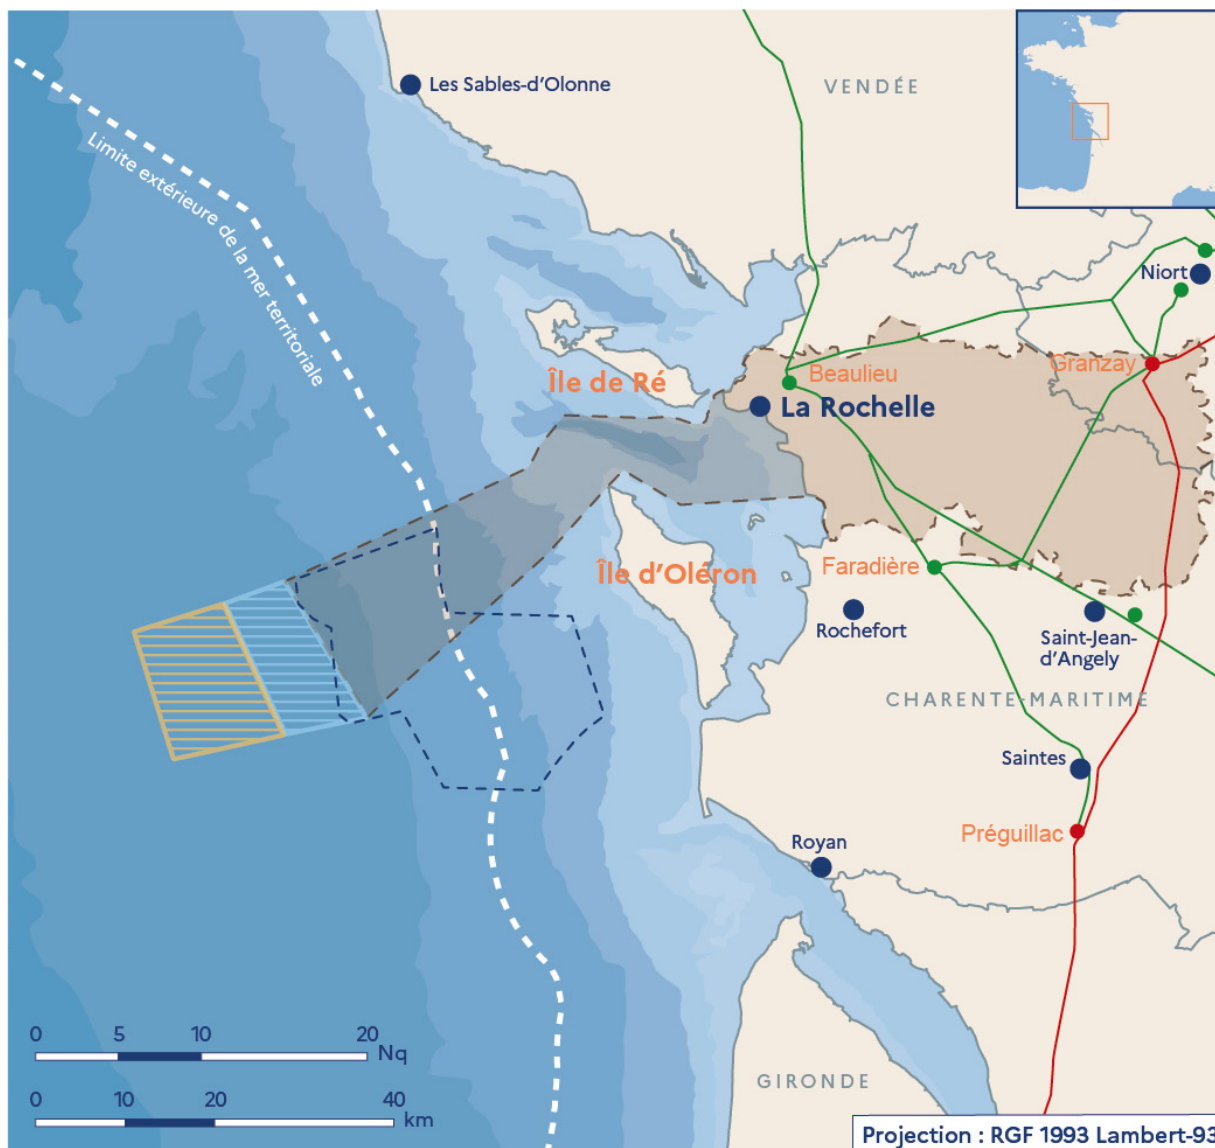 Les Sables-d'Olonne
VENDÉE
Limite extérieure de la mer territoriale
Niort
Île de Ré
Beaulieu
Granzay
La Rochelle
Île d'Oléron
Faradière
Rochefort
Saint-Jean-
d'Angely
CHARENTE-MARITIME
Saintes
Préguillac
Royan
GIRONDE
0 5 10 20
Nq
0 10 20 40
km
Projection : RGF 1993 Lambert-93